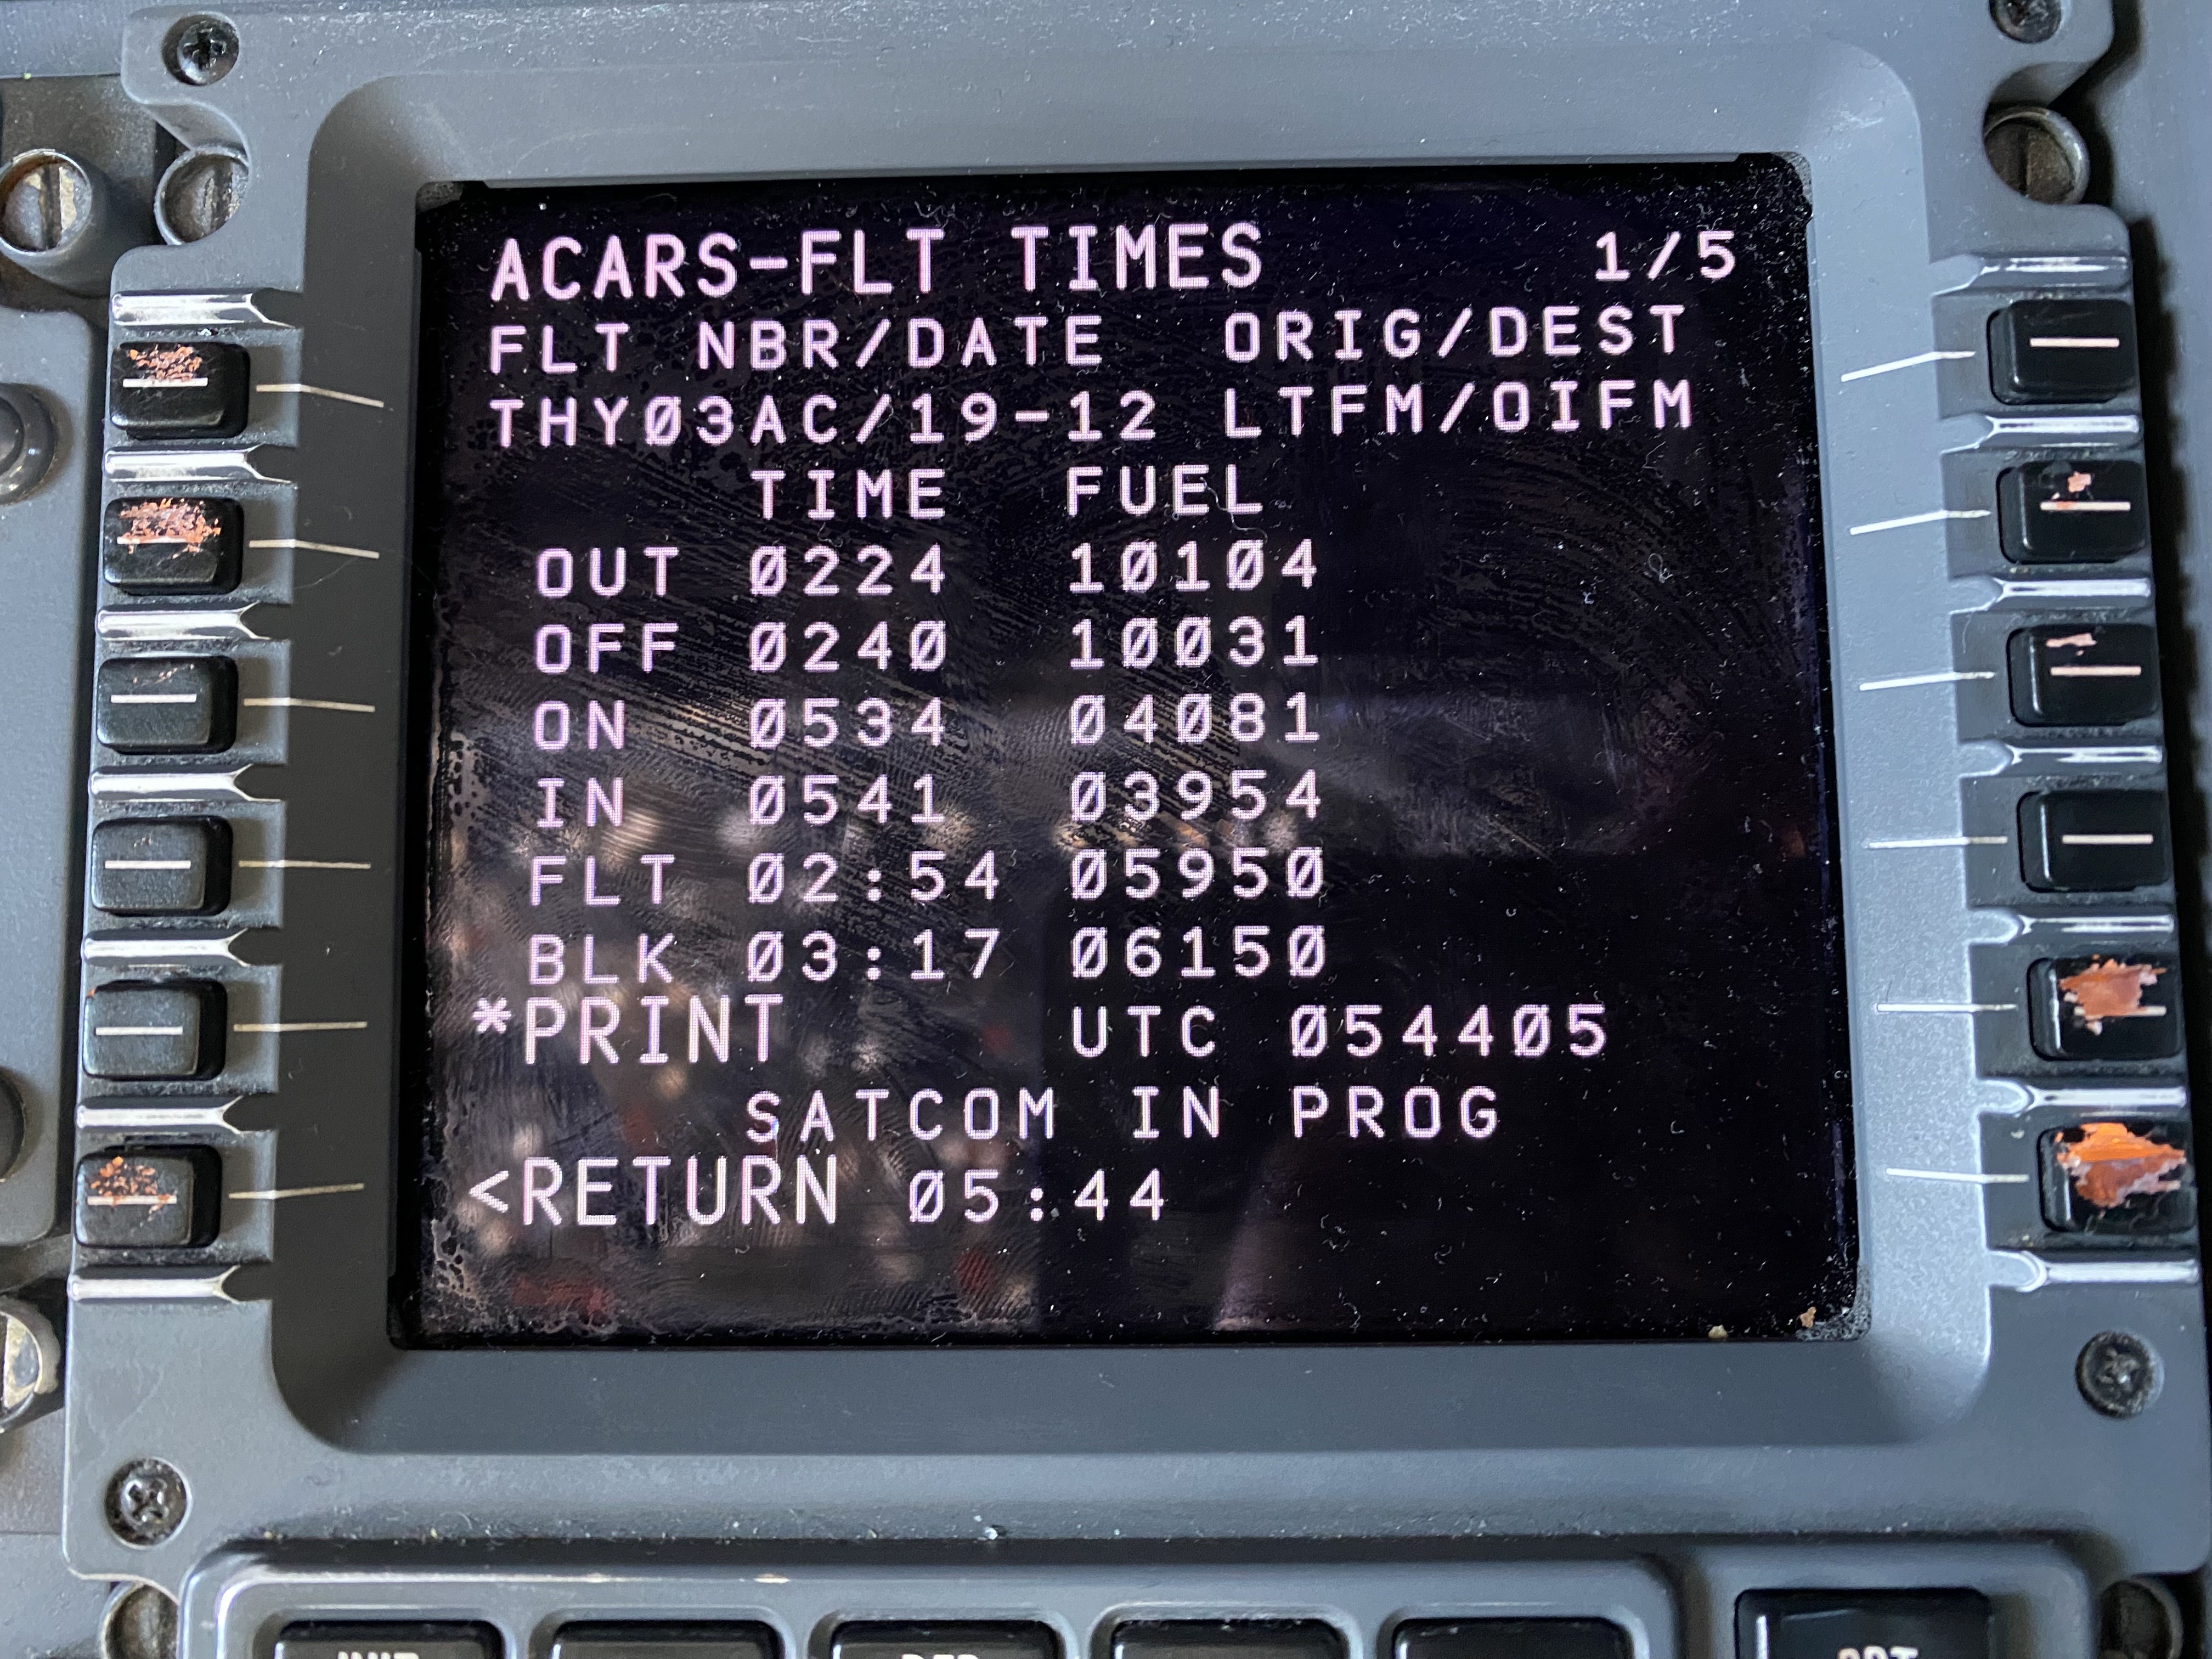 ACARS-FLT TIMES 1/5
FLT NBR/DATE ORIG/DEST
THY03AC/19-12 LTFM/OIFM
TIME FUEL
OUT 0224 10104
OFF 0240 10031
ON 0534 04081
IN 0541 03954
FLT 02:54 05950
BLK 03:17 06150
*PRINT UTC 054405
SATCOM IN PROG
<RETURN 05:44